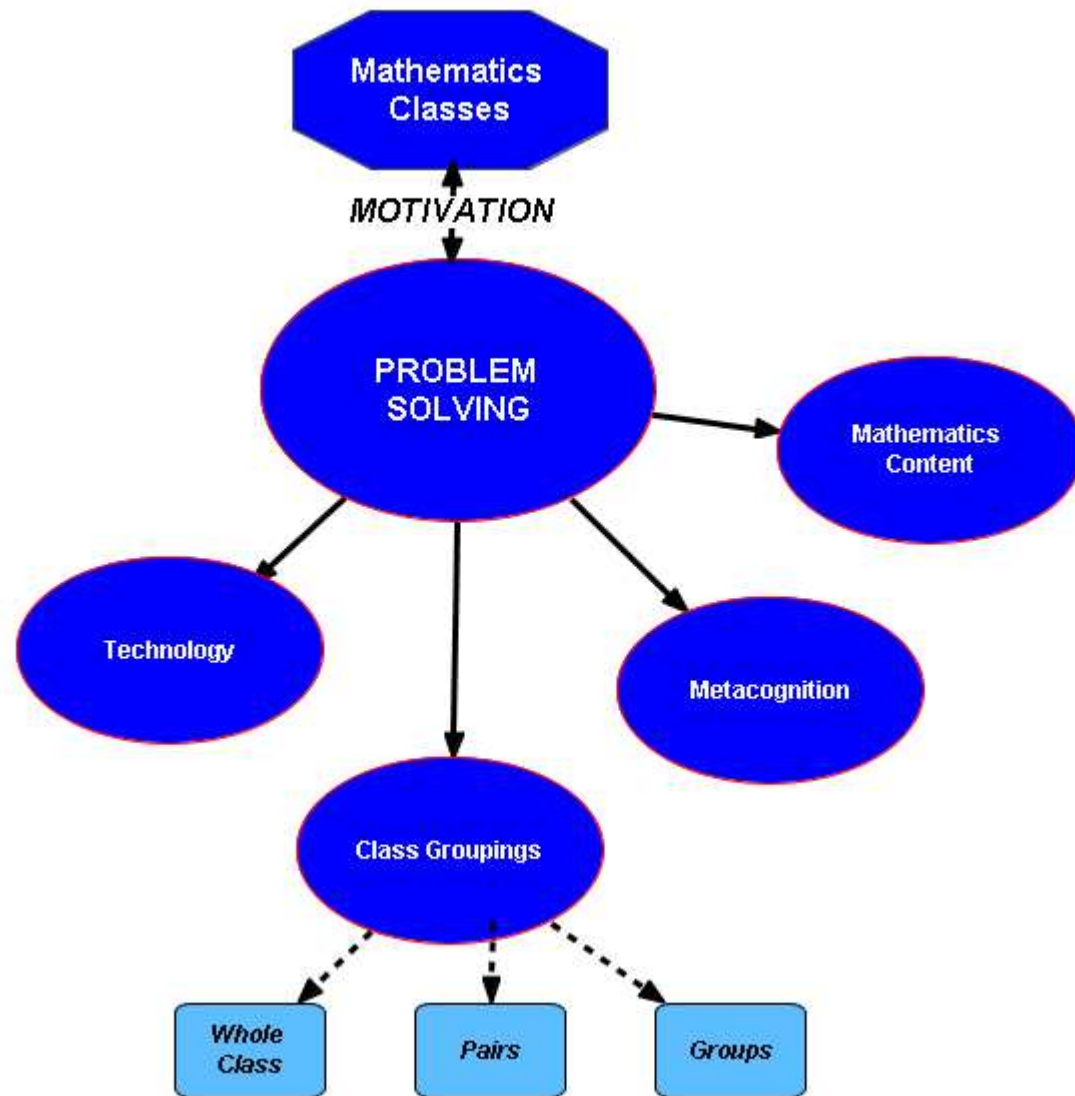 Mathematics
Classes
MOTIVATION
PROBLEM
SOLVING
Mathematics
Content
Technology
Metacognition
Class Groupings
Whole
Class
Pairs
Groups